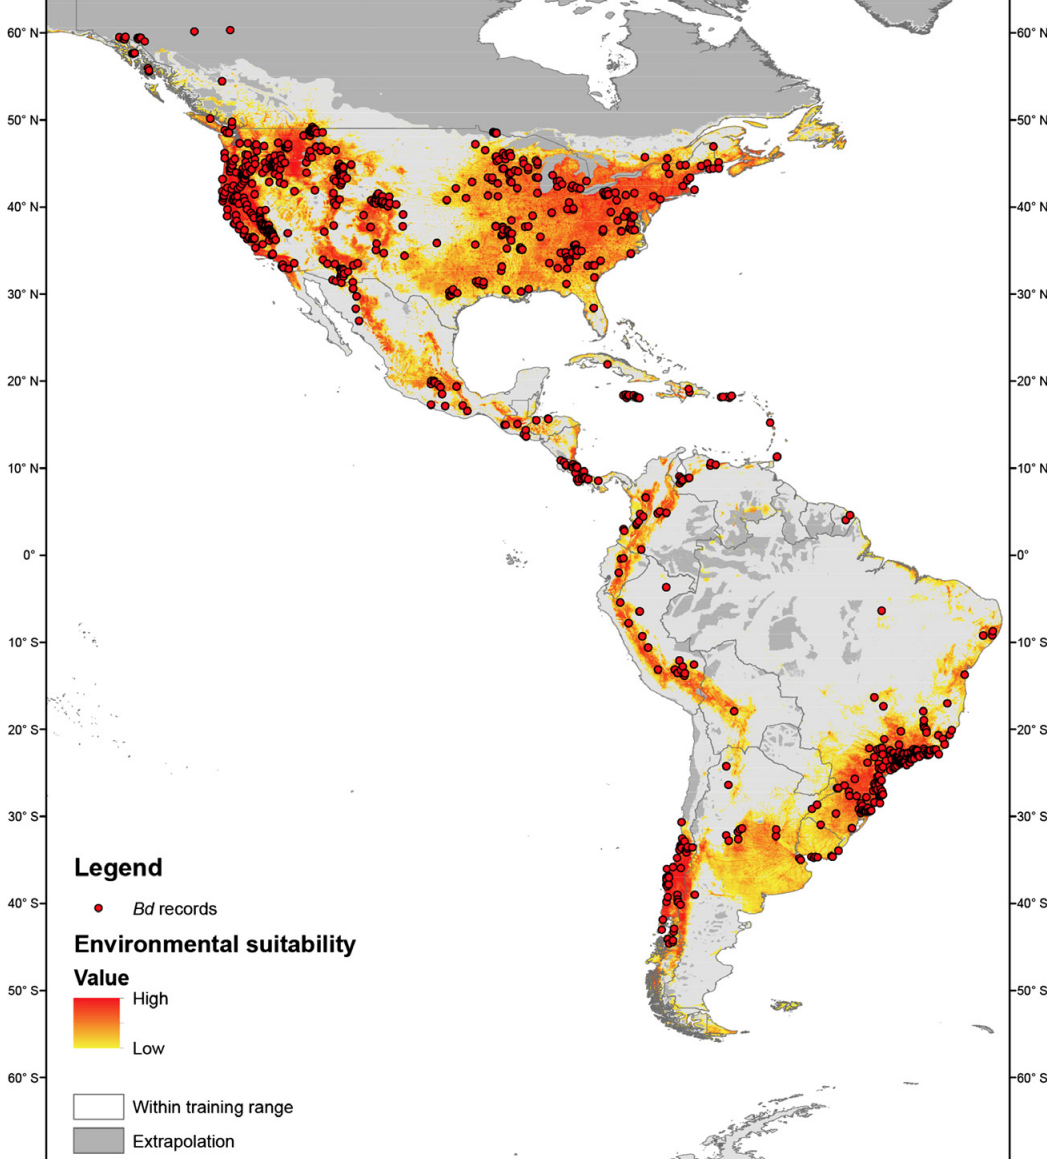 60° N
60° N
50° N
50° N
40° N
40° N
30° N
30° N
20° N
20° N
10° N
10° N
0°
0°
10° S
10° S
20° S
20° S
30° S
30° S
Legend
Bd records
40° S
40° S
Environmental suitability
Value
High
50° S
50° S
Low
60° S
60° S
Within training range
Extrapolation